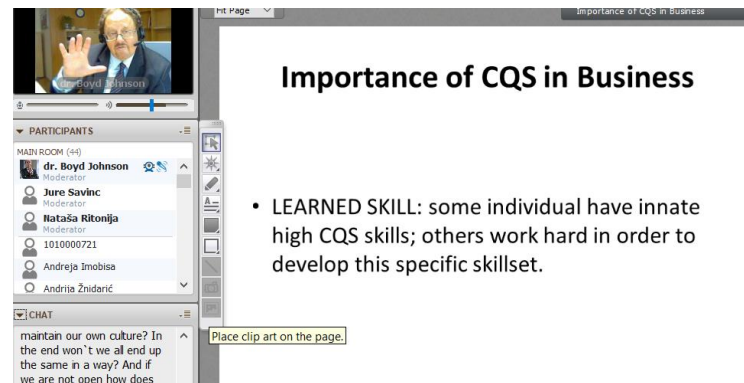 Fit Page
Importance of CQS in Business
dr. Boyd Johnson
PARTICIPANTS
MAIN ROOM (44)
dr. Boyd Johnson
Moderator
Jure Savinc
Moderator
Nataša Ritonija
Moderator
1010000721
Andreja Imobisa
Andrija Žnidarić
CHAT
maintain our own culture? In
the end won`t we all end up
the same in a way? And if
we are not open how does
Place clip art on the page.
Importance of CQS in Business
• LEARNED SKILL: some individual have innate
high CQS skills; others work hard in order to
develop this specific skillset.